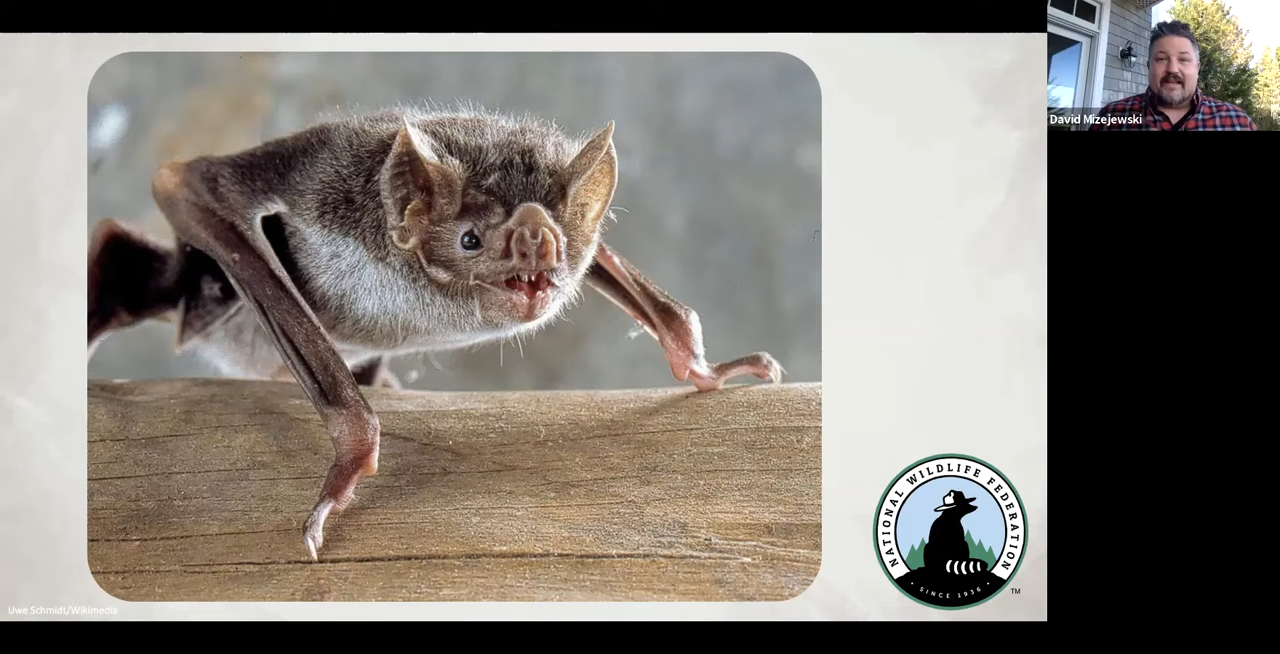 David Mizejewski
NATIONAL WILDLIFE FEDERATION
• SINCE 1936 •
TM
Uwe Schmidt/Wikimedia